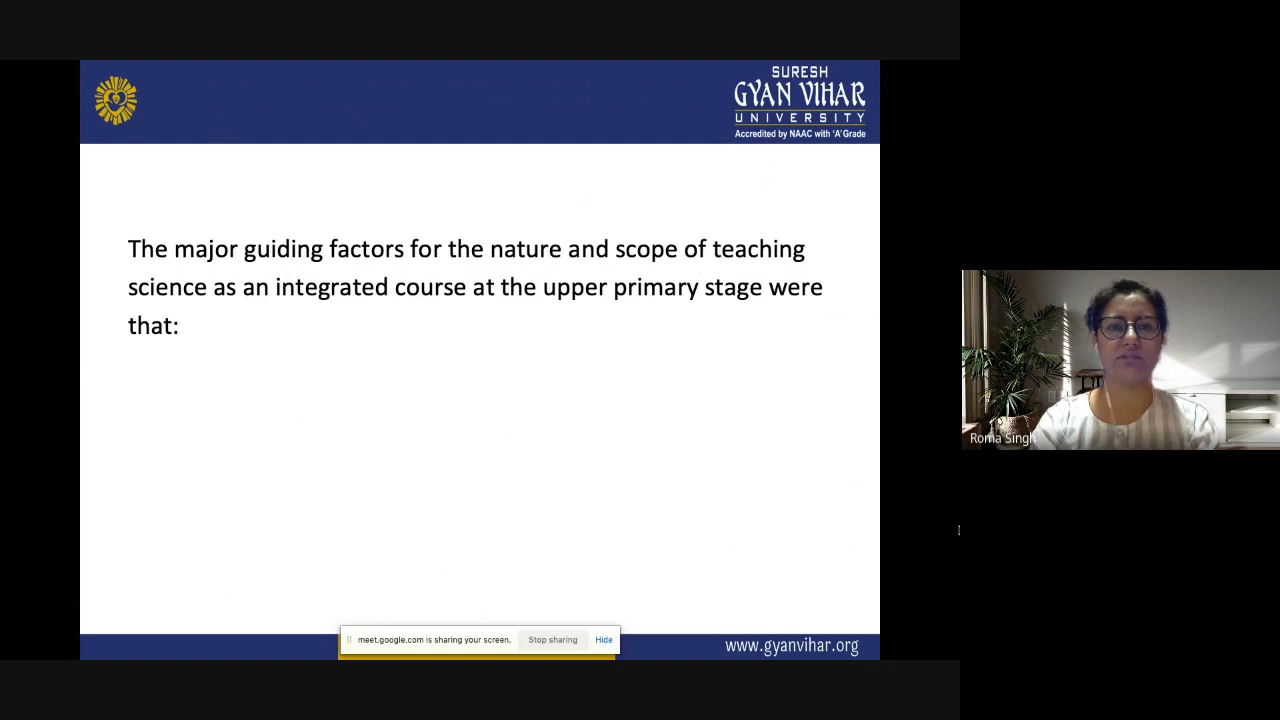 SURESH
GYAN VIHAR
UNIVERSITY
Accredited by NAAC with 'A' Grade
The major guiding factors for the nature and scope of teaching
science as an integrated course at the upper primary stage were
that:
Roma Singh
meet.google.com is sharing your screen. Stop sharing Hide
www.gyanvihar.org